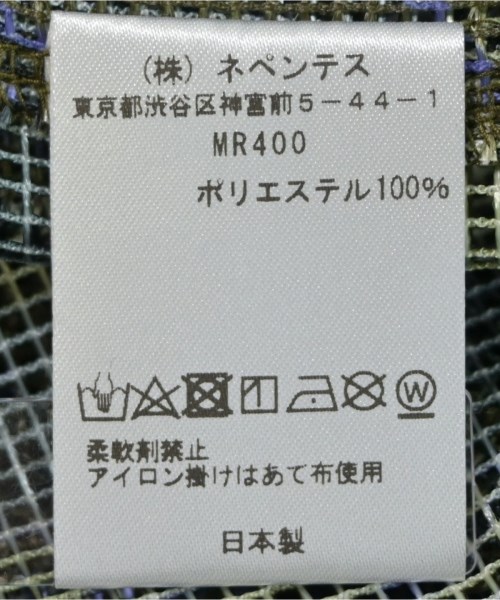 (株) ネペンテス
東京都渋谷区神宮前5-44-1
MR400
ポリエステル100%
W
柔軟剤禁止
アイロン掛けはあて布使用
日本製